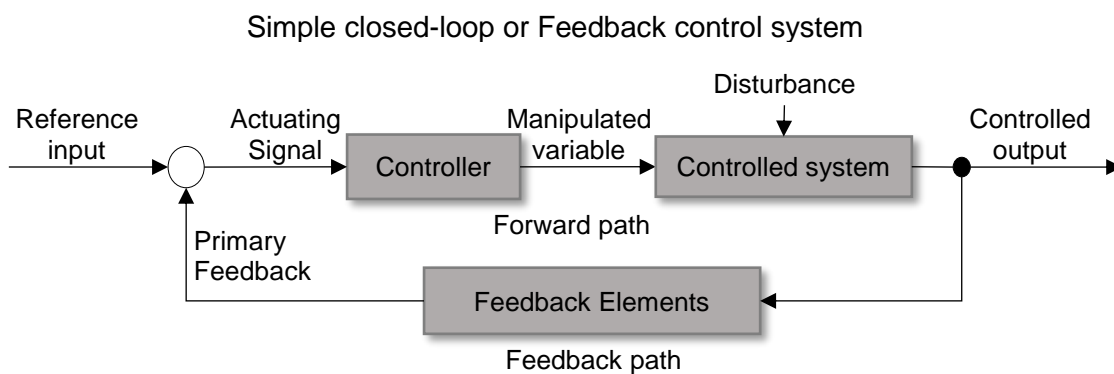 Simple closed-loop or Feedback control system
Disturbance
Reference
input
Actuating
Signal
Controller
Manipulated
variable
Controlled system
Controlled
output
Forward path
Primary
Feedback
Feedback Elements
Feedback path